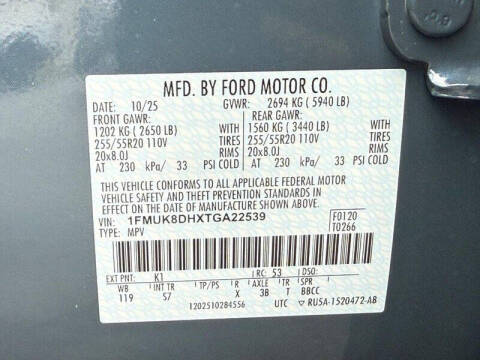 MFD. BY FORD MOTOR CO.
DATE: 10/25 GVWR: 2694 KG ( 5940 LB)
FRONT GAWR: REAR GAWR:
1202 KG ( 2650 LB) 1560 KG ( 3440 LB)
255/55R20 110V TIRES 255/55R20 110V TIRES
20x8.0J RIMS 20x8.0J RIMS
AT 230 kPa/ 33 PSI COLD AT 230 kPa/ 33 PSI COLD
THIS VEHICLE CONFORMS TO ALL APPLICABLE FEDERAL MOTOR
VEHICLE SAFETY AND THEFT PREVENTION STANDARDS
IN EFFECT ON THE DATE OF MANUFACTURE SHOWN ABOVE.
VIN: 1FMUK8DHXTGA22539 F0120
TYPE: MPV T0266
EXT PNT: K1 RC: 53 DSO:
WB INT TR TP/PS R AXLE TR SPR
119 S7 X 3B T BBCC
1202510284556 UTC RU5A-1520472-AB